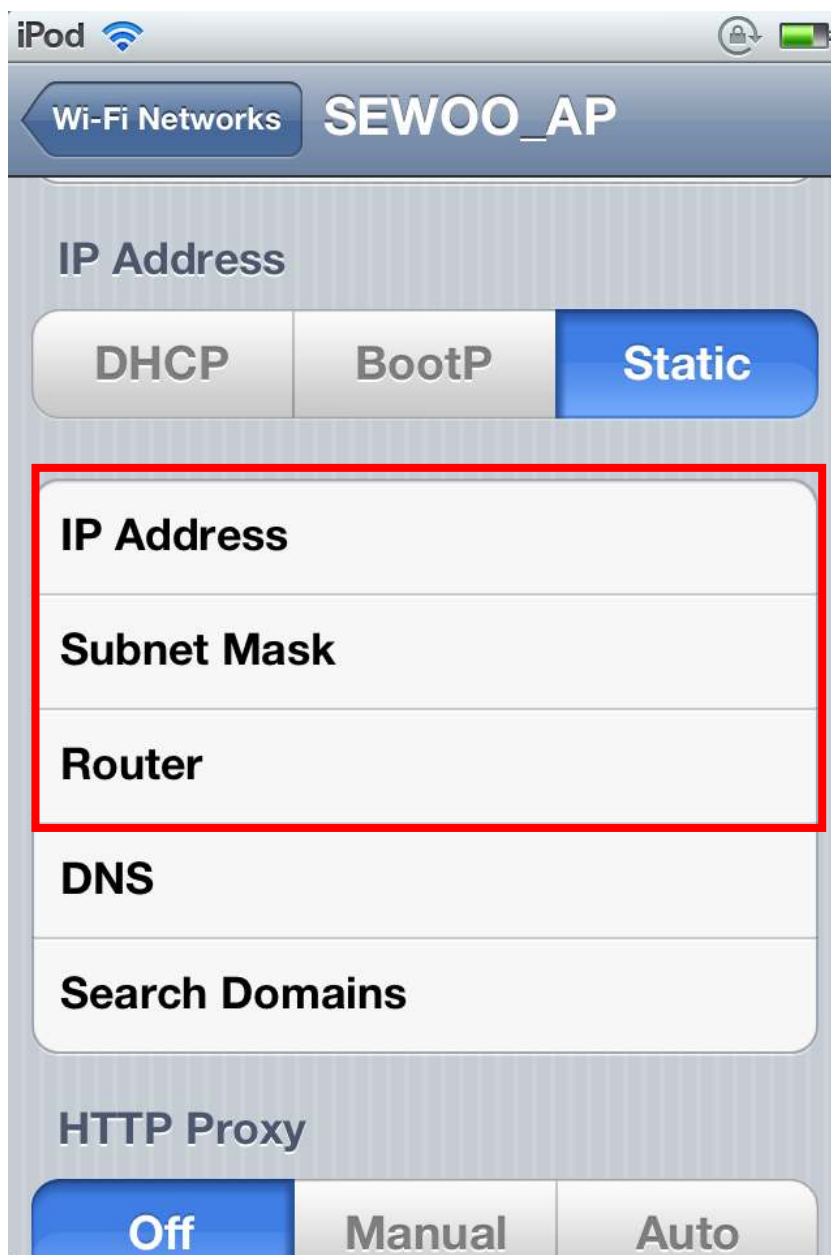 iPod
Wi-Fi Networks SEWOO_AP
IP Address
DHCP BootP Static
IP Address
Subnet Mask
Router
DNS
Search Domains
HTTP Proxy
Off Manual Auto